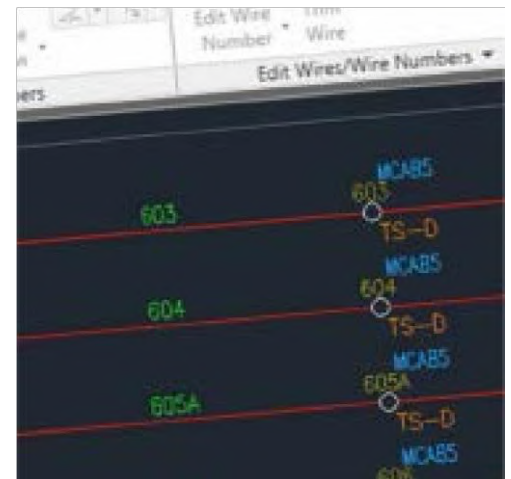 Edit Wire
Number
Wire
Edit Wires/Wire Numbers
MCAB5
603
603
TS-D
MCAB5
604
604
TS-D
MCAB5
605A
605A
TS-D
MCAB5